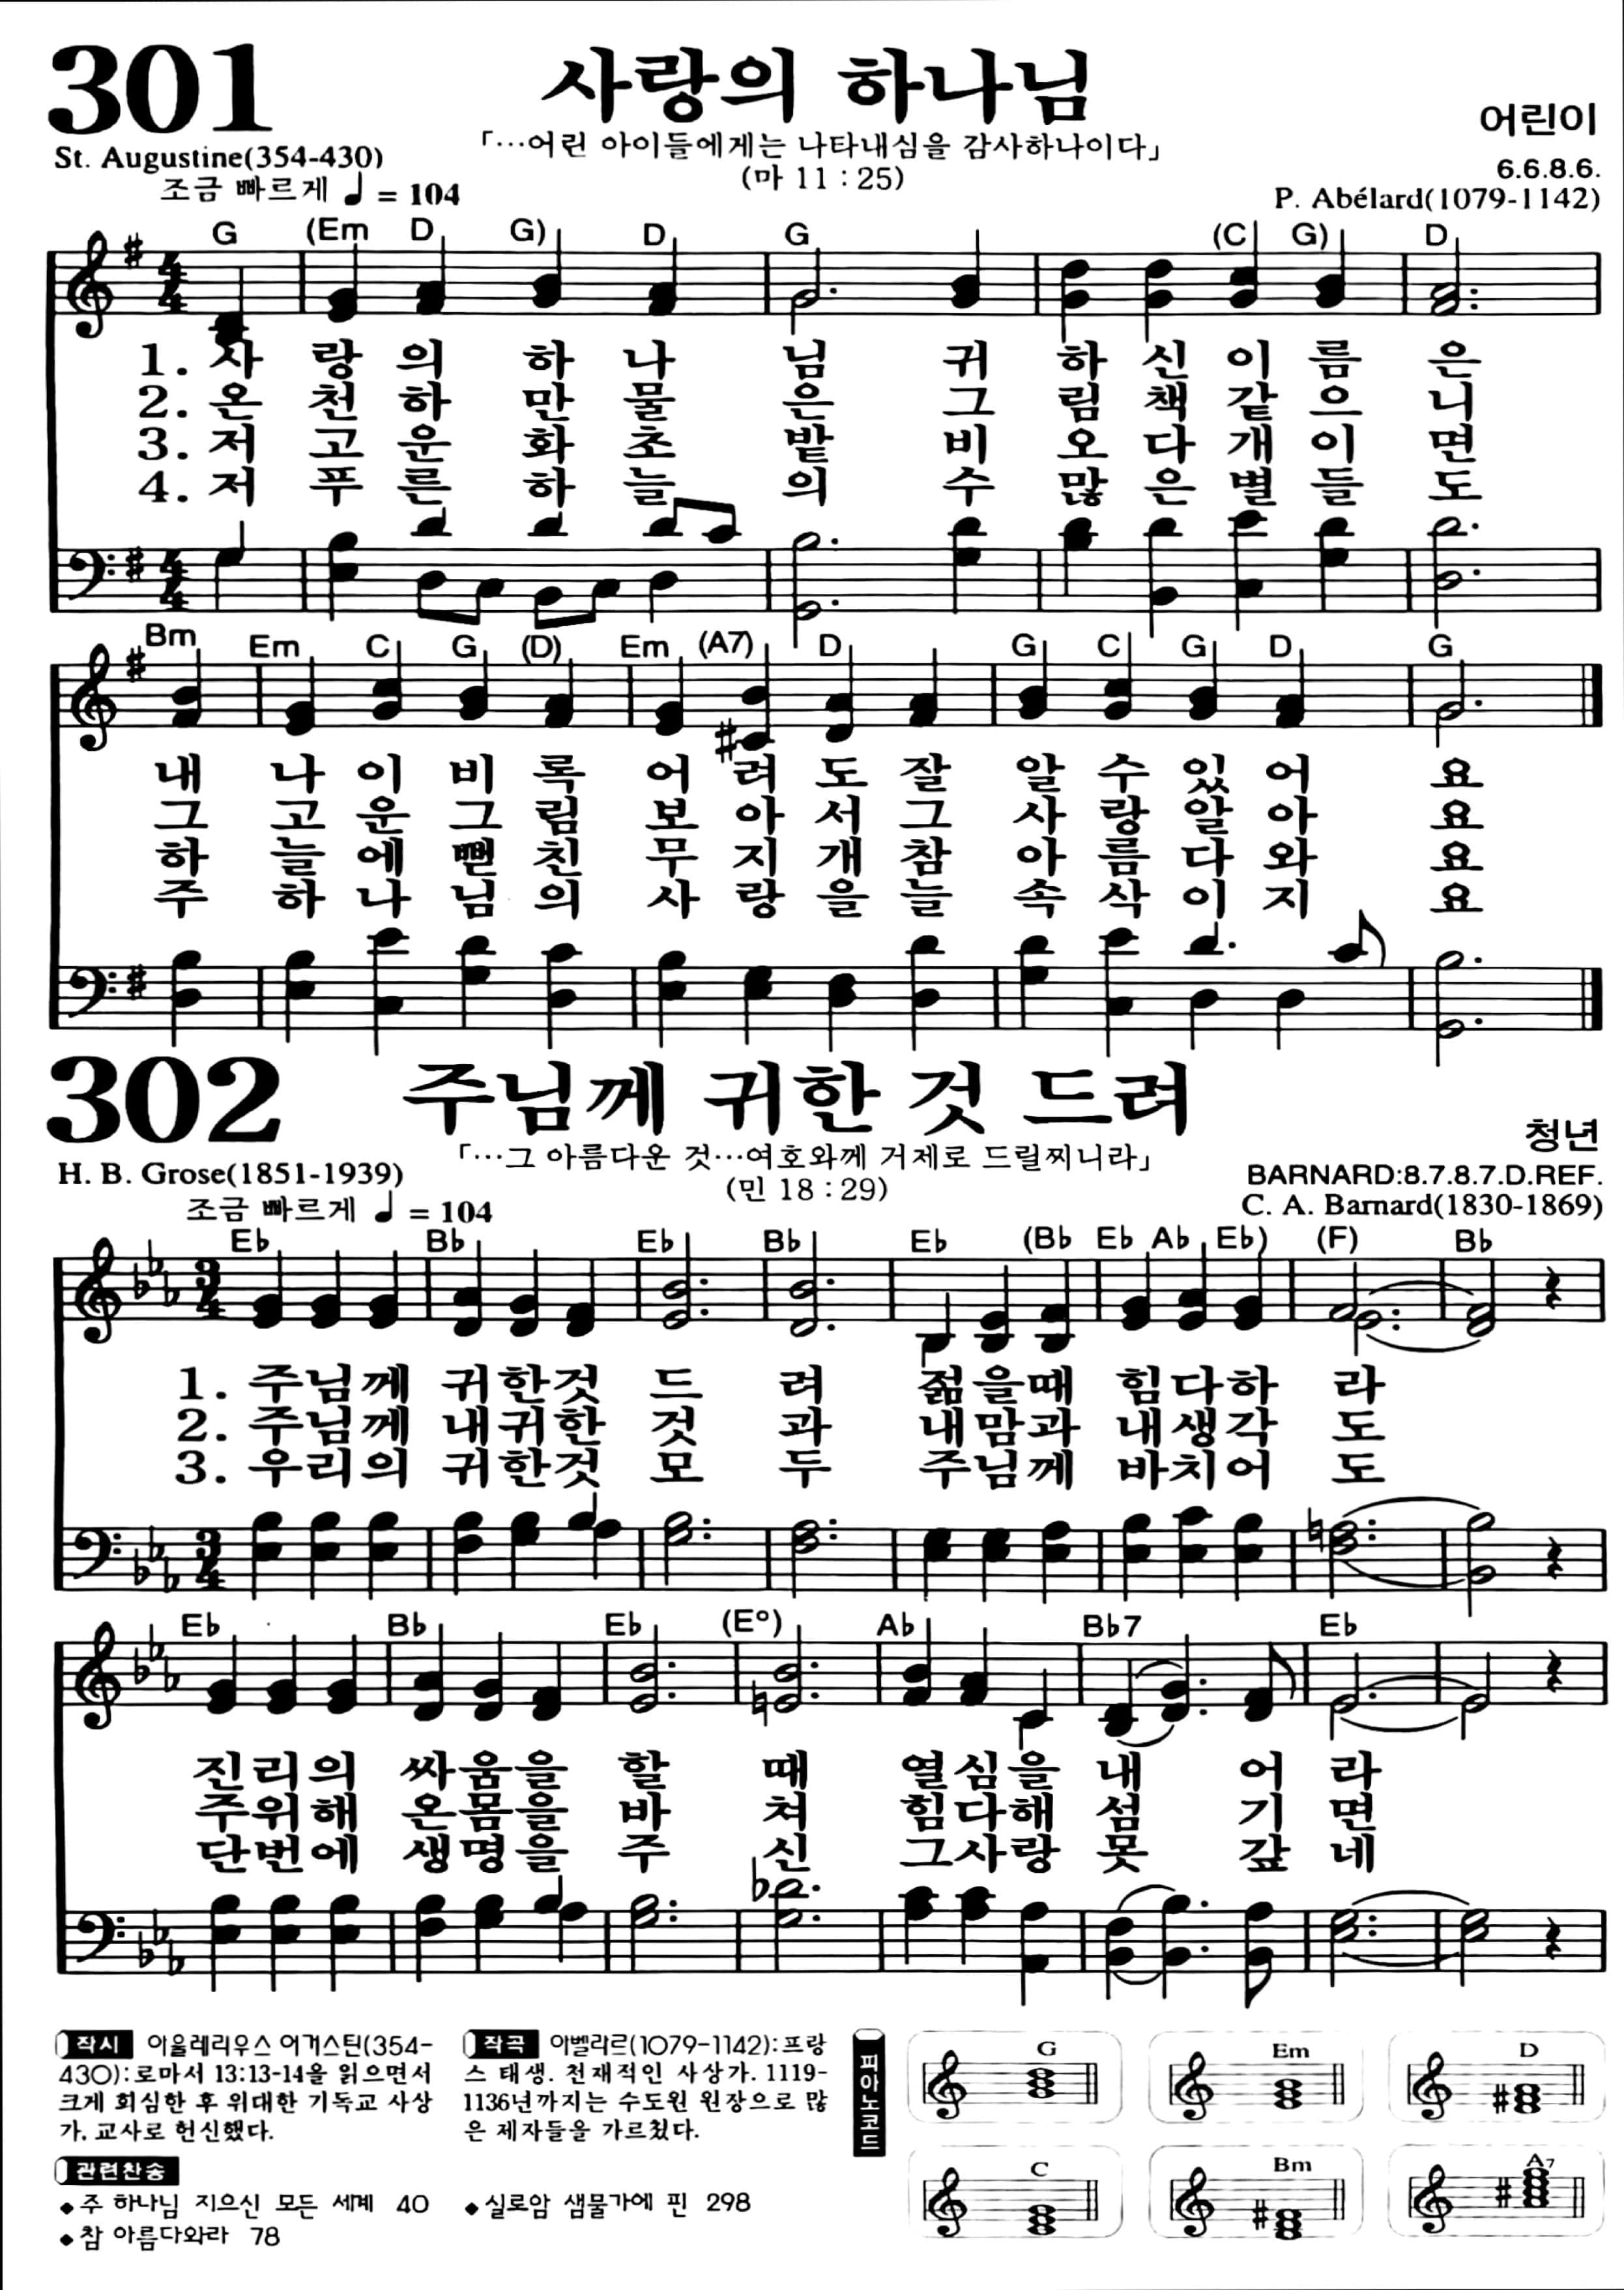 301
사랑의 하나님
어린이
St. Augustine(354-430)
「…어린 아이들에게는 나타내심을 감사하나이다」
6.6.8.6.
조금 빠르게 ♩ = 104
(마 11 : 25)
P. Abélard(1079-1142)
G (Em D G) D G (C G) D
4/4
1. 사 랑 의 하 나 님 귀 하 신 이 름 은
2. 온 천 하 만 물 은 그 림 책 같 으 니
3. 저 고 운 화 초 밭 비 오 다 개 이 면
4. 저 푸 른 하 늘 의 수 많 은 별 들 도
4/4
Bm Em C G (D) Em (A7) D G C G D G
내 나 이 비 록 어 려 도 잘 알 수 있 어 요
그 고 운 그 림 보 아 서 그 사 랑 알 아 요
하 늘 에 뻗 친 무 지 개 참 아 름 다 와 요
주 하 나 님 의 사 랑 을 늘 속 삭 이 지 요
302
주님께 귀한 것 드려
청년
H. B. Grose(1851-1939)
「…그 아름다운 것…여호와께 거제로 드릴찌니라」
BARNARD:8.7.8.7.D.REF.
조금 빠르게 ♩ = 104
(민 18 : 29)
C. A. Barnard(1830-1869)
E♭ B♭ E♭ B♭ E♭ (B♭ E♭ A♭ E♭) (F) B♭
3/4
1. 주님께 귀한것 드 려 젊을때 힘다하 라
2. 주님께 내귀한 것 과 내맘과 내생각 도
3. 우리의 귀한것 모 두 주님께 바치어 도
3/4
E♭ B♭ E♭ (E°) A♭ B♭7 E♭
진리의 싸움을 할 때 열심을 내 어 라
주위해 온몸을 바 쳐 힘다해 섬 기 면
단번에 생명을 주 신 그사랑 못 갚 네
작시 아울레리우스 어거스틴(354-
430):로마서 13:13-14을 읽으면서
크게 회심한 후 위대한 기독교 사상
가, 교사로 헌신했다.
작곡 아벨라르(1079-1142):프랑
스 태생. 천재적인 사상가. 1119-
1136년까지는 수도원 원장으로 많
은 제자들을 가르쳤다.
관련찬송
◆주 하나님 지으신 모든 세계 40
◆실로암 샘물가에 핀 298
◆참 아름다와라 78
피아노코드
G Em D
C Bm A7